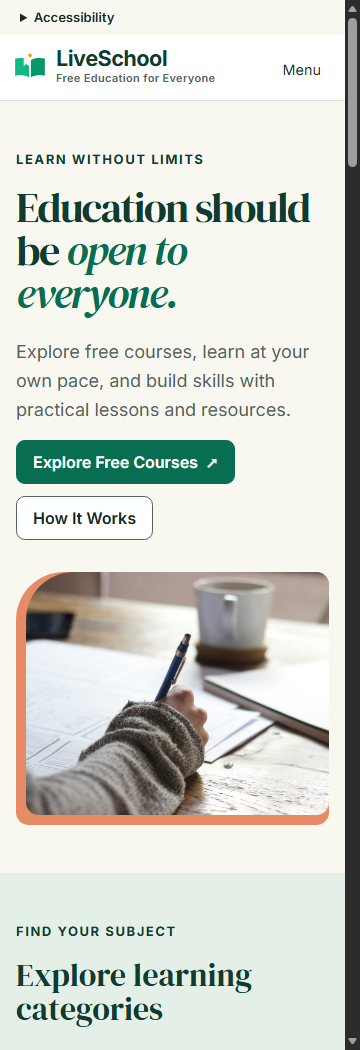 Accessibility
LiveSchool
Free Education for Everyone
Menu
LEARN WITHOUT LIMITS
Education should
be open to
everyone.
Explore free courses, learn at your
own pace, and build skills with
practical lessons and resources.
Explore Free Courses ↗
How It Works
FIND YOUR SUBJECT
Explore learning
categories